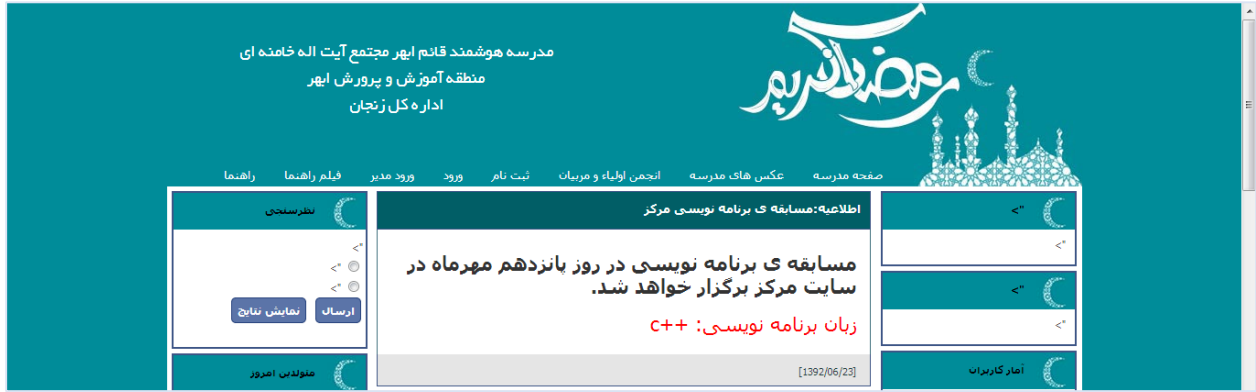 رمضان کریم
مدرسه هوشمند قائم ابهر مجتمع آیت اله خامنه ای
منطقه آموزش و پرورش ابهر
اداره کل زنجان
صفحه مدرسه عکس های مدرسه انجمن اولیاء و مربیان ثبت نام ورود ورود مدیر فیلم راهنما راهنما
">
">
">
">
آمار کاربران
اطلاعیه:مسابقه ی برنامه نویسی مرکز
مسابقه ی برنامه نویسی در روز پانزدهم مهرماه در
سایت مرکز برگزار خواهد شد.
زبان برنامه نویسی: c++
[1392/06/23]
نظرسنجی
">
">
">
ارسال نمایش نتایج
متولدین امروز